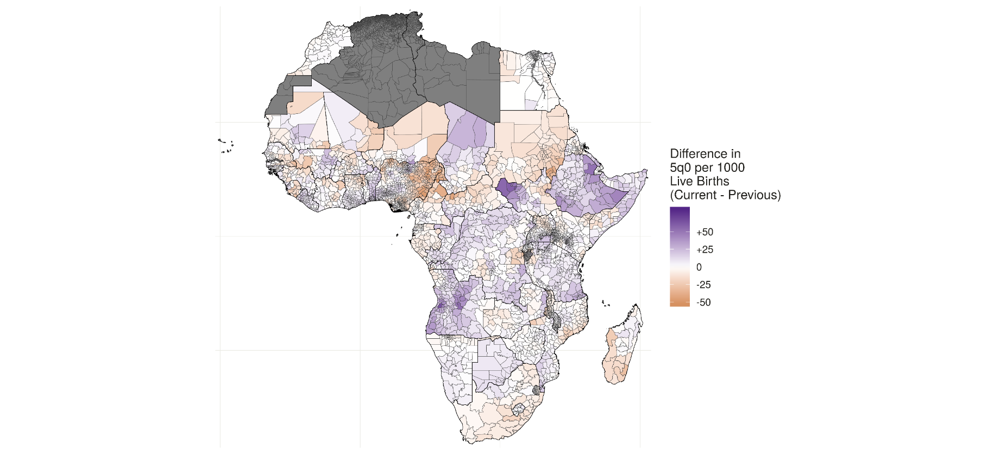 Difference in
5q0 per 1000
Live Births
(Current - Previous)
+50
+25
0
-25
-50